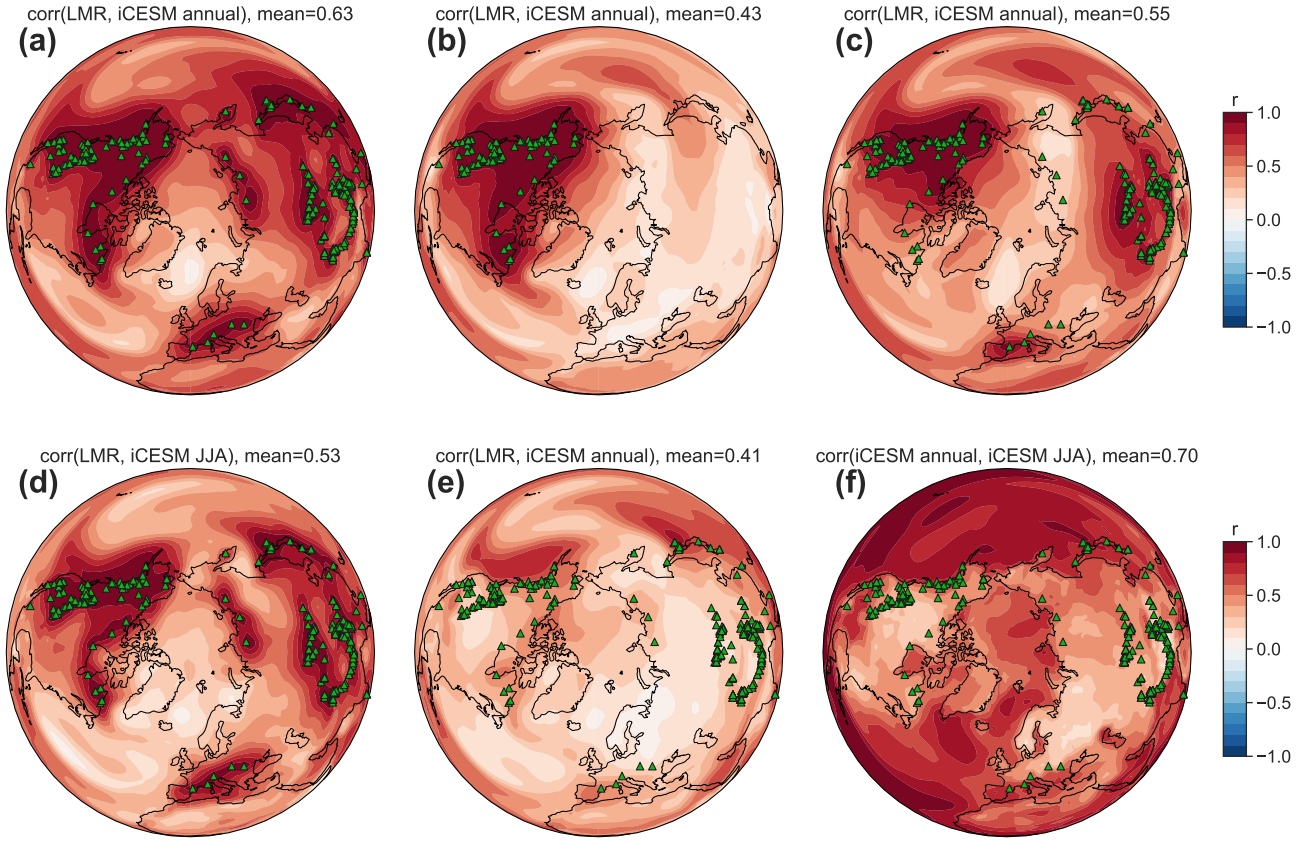 corr(LMR, iCESM annual), mean=0.63
(a)
corr(LMR, iCESM annual), mean=0.43
(b)
corr(LMR, iCESM annual), mean=0.55
(c)
r
1.0
0.5
0.0
−0.5
−1.0
corr(LMR, iCESM JJA), mean=0.53
(d)
corr(LMR, iCESM annual), mean=0.41
(e)
corr(iCESM annual, iCESM JJA), mean=0.70
(f)
r
1.0
0.5
0.0
−0.5
−1.0